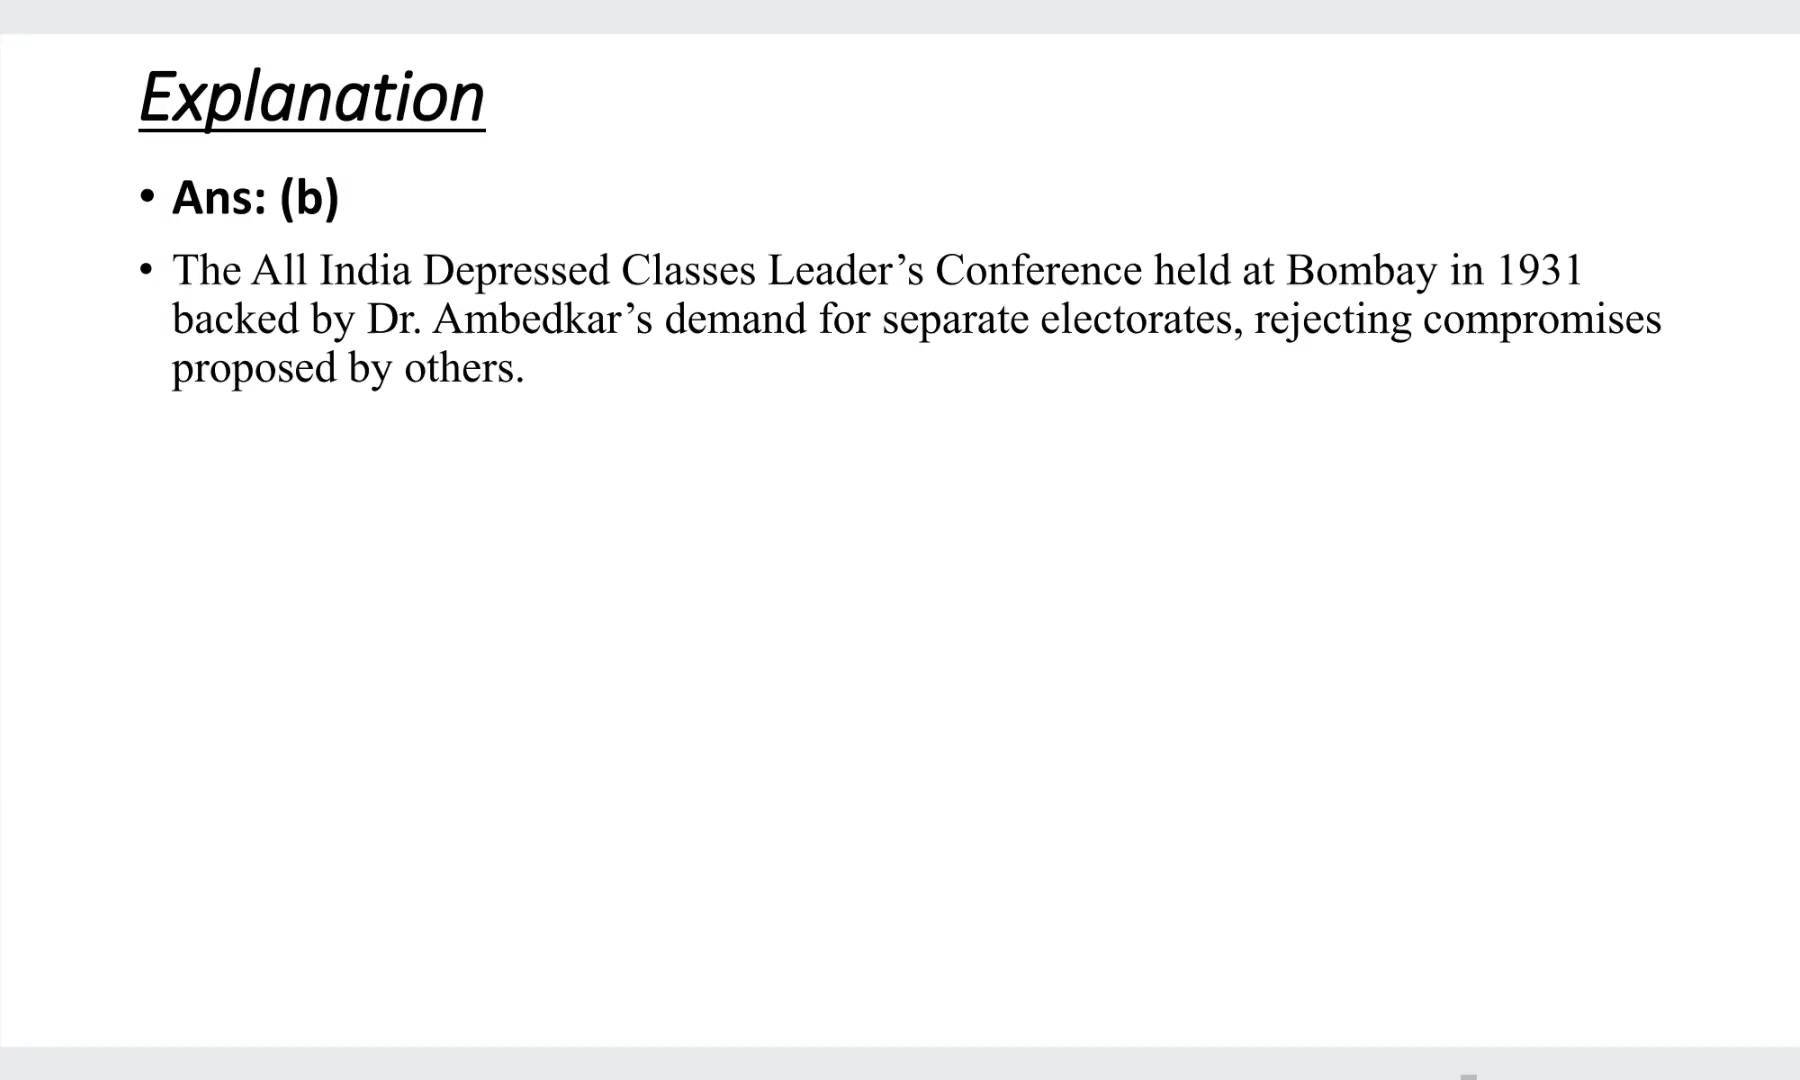 Explanation
• Ans: (b)
• The All India Depressed Classes Leader’s Conference held at Bombay in 1931
backed by Dr. Ambedkar’s demand for separate electorates, rejecting compromises
proposed by others.